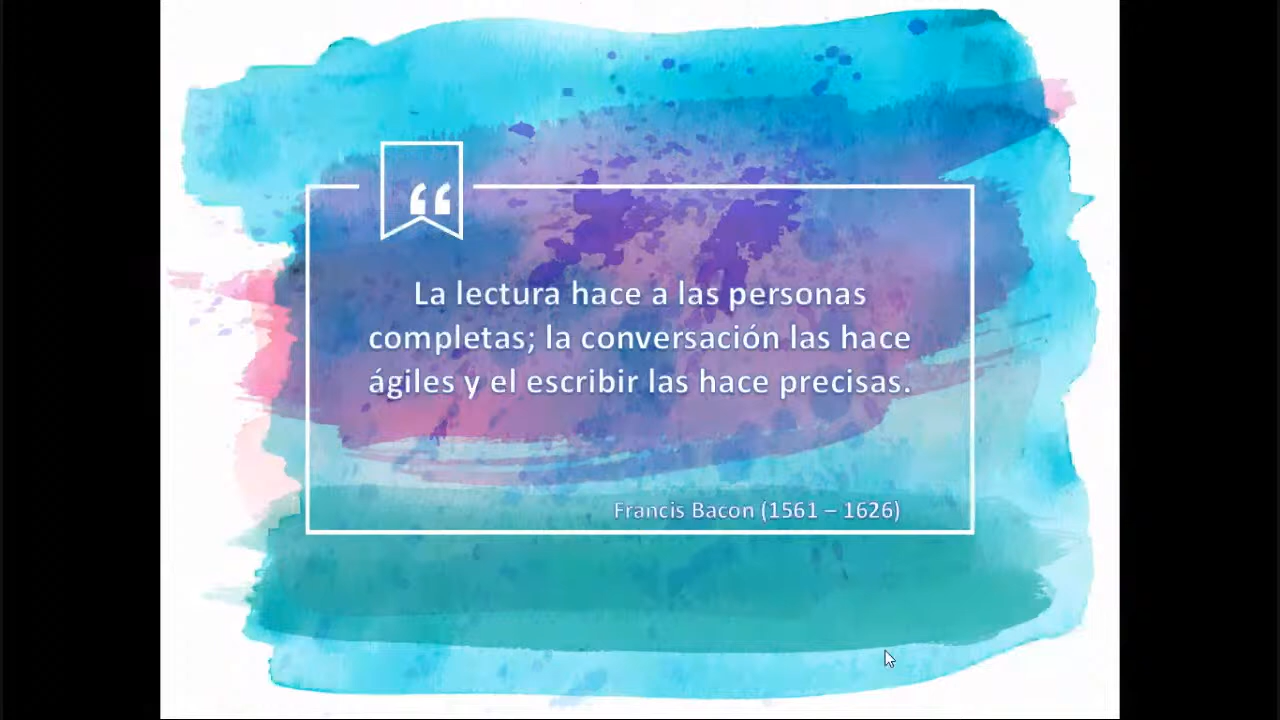 “
La lectura hace a las personas
completas; la conversación las hace
ágiles y el escribir las hace precisas.
Francis Bacon (1561 – 1626)